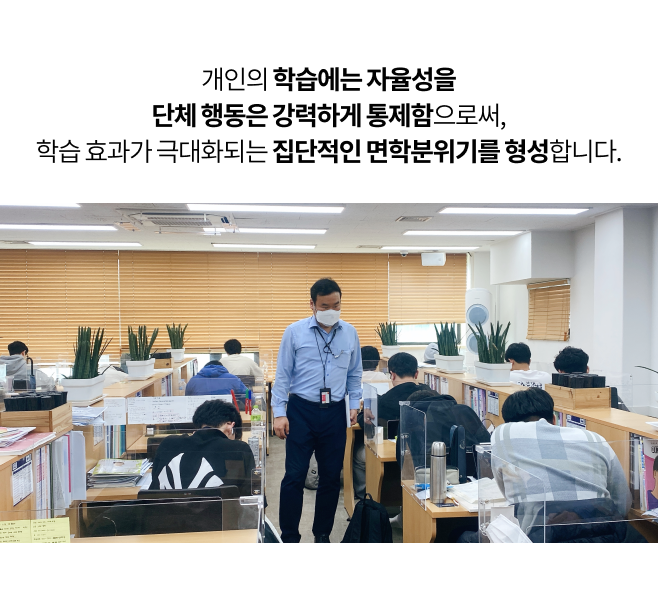 개인의 학습에는 자율성을
단체 행동은 강력하게 통제함으로써,
학습 효과가 극대화되는 집단적인 면학분위기를 형성합니다.